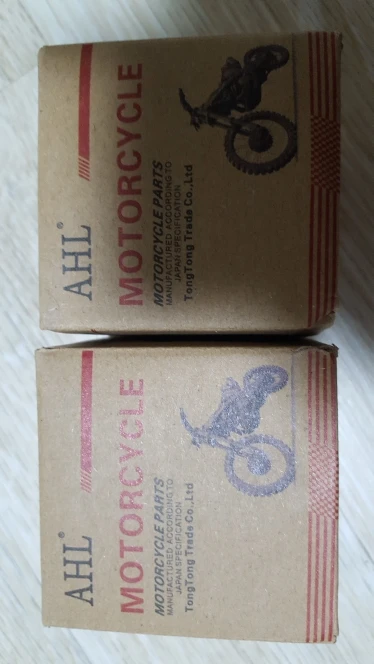 AHL®
MOTORCYCLE
MOTORCYCLE PARTS
MANUFACTURED ACCORDING TO
JAPAN SPECIFICATION
TongTong Trade Co.,Ltd
AHL®
MOTORCYCLE
MOTORCYCLE PARTS
MANUFACTURED ACCORDING TO
JAPAN SPECIFICATION
TongTong Trade Co.,Ltd